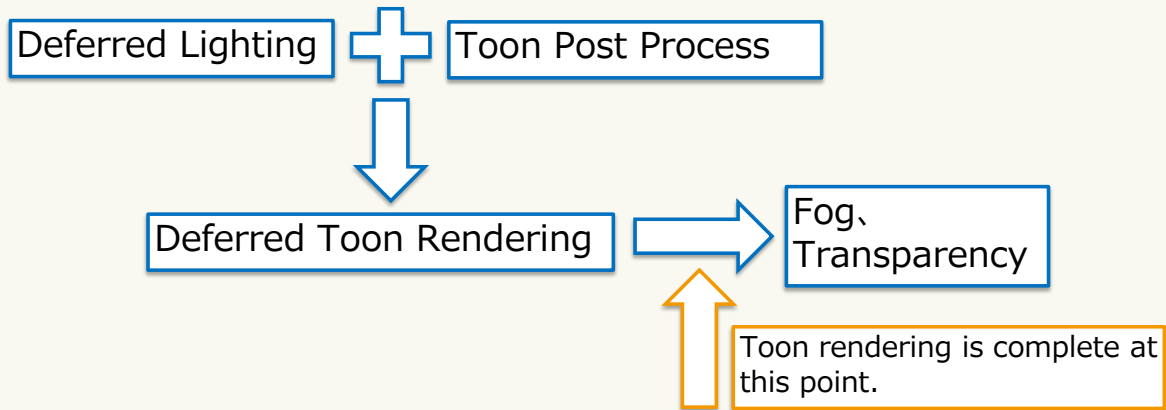 Deferred Lighting
Toon Post Process
Deferred Toon Rendering
Fog、
Transparency
Toon rendering is complete at
this point.